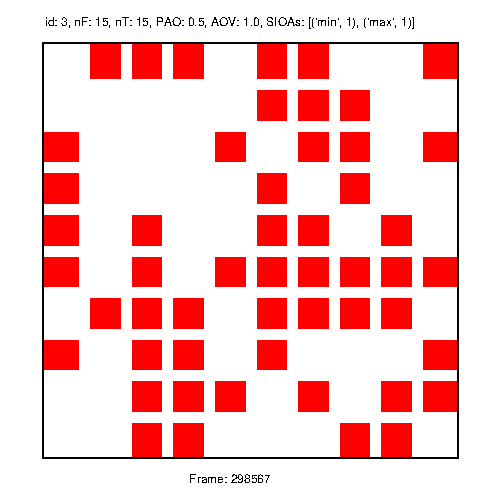 id: 3, nF: 15, nT: 15, PAO: 0.5, AOV: 1.0, SIOAs: [('min', 1), ('max', 1)]
Frame: 298567